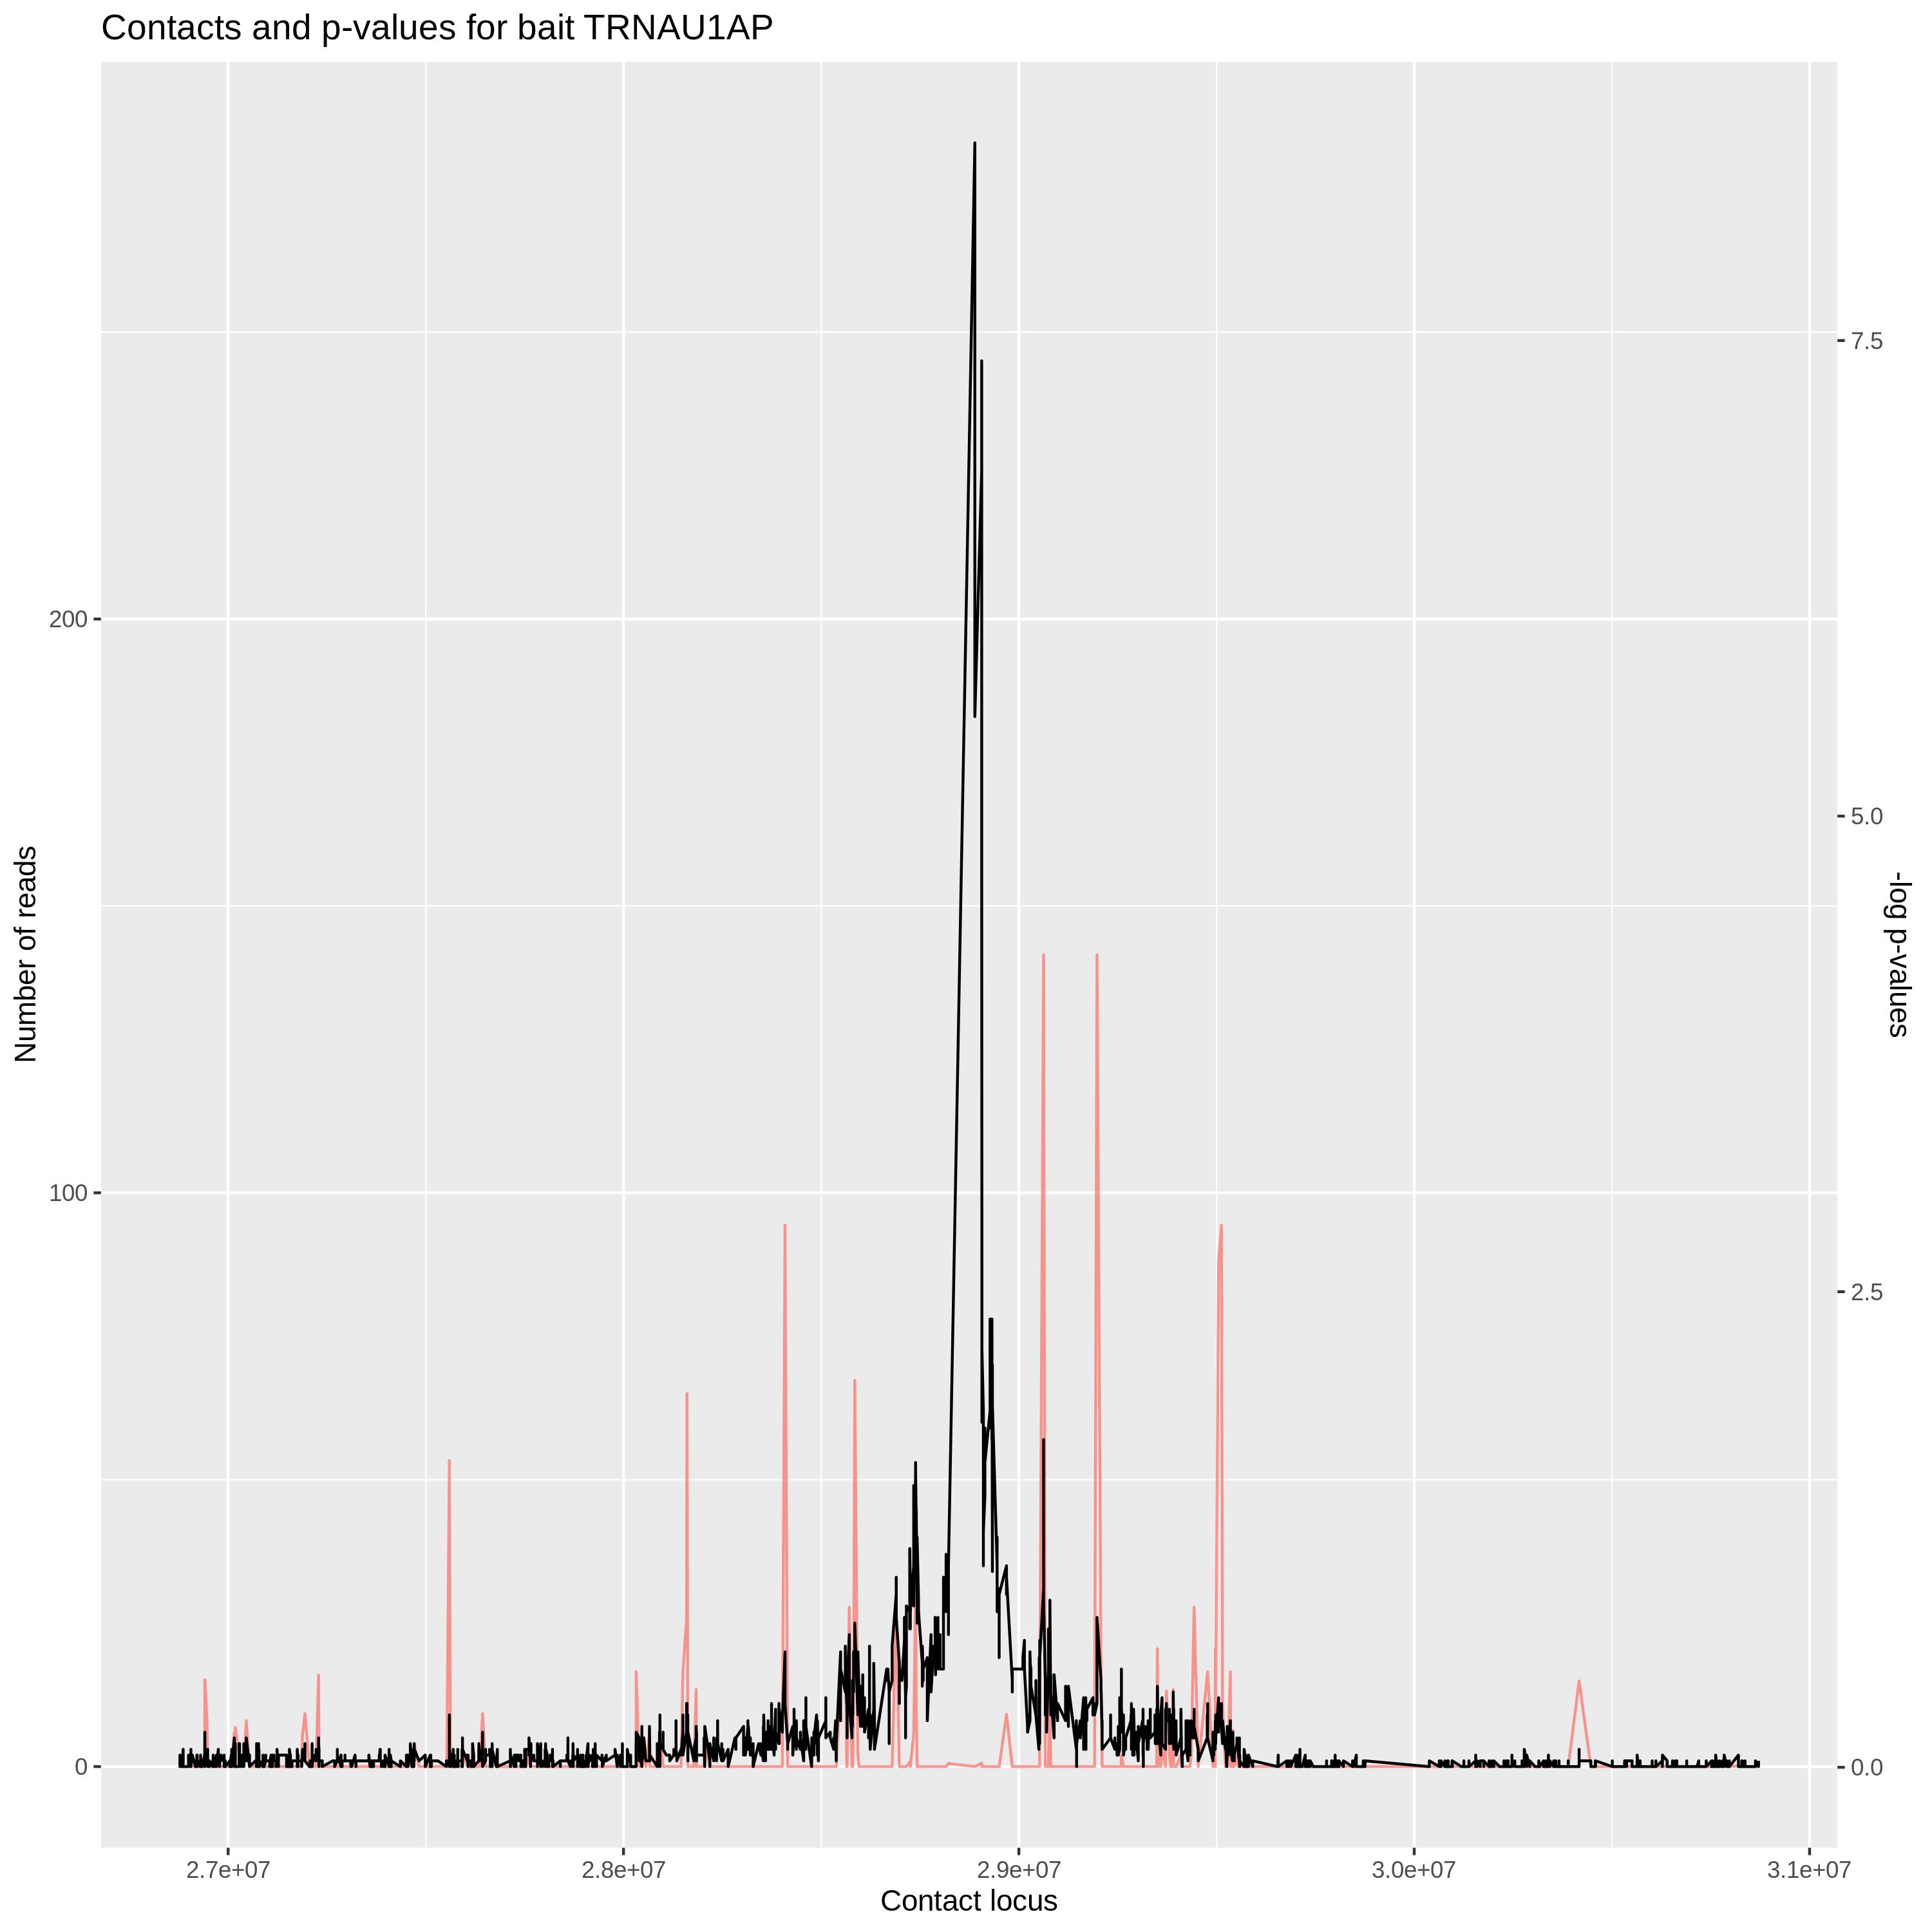 Contacts and p-values for bait TRNAU1AP
Number of reads
200
100
0
7.5
5.0
2.5
0.0
-log p-values
2.7e+07
2.8e+07
2.9e+07
3.0e+07
3.1e+07
Contact locus